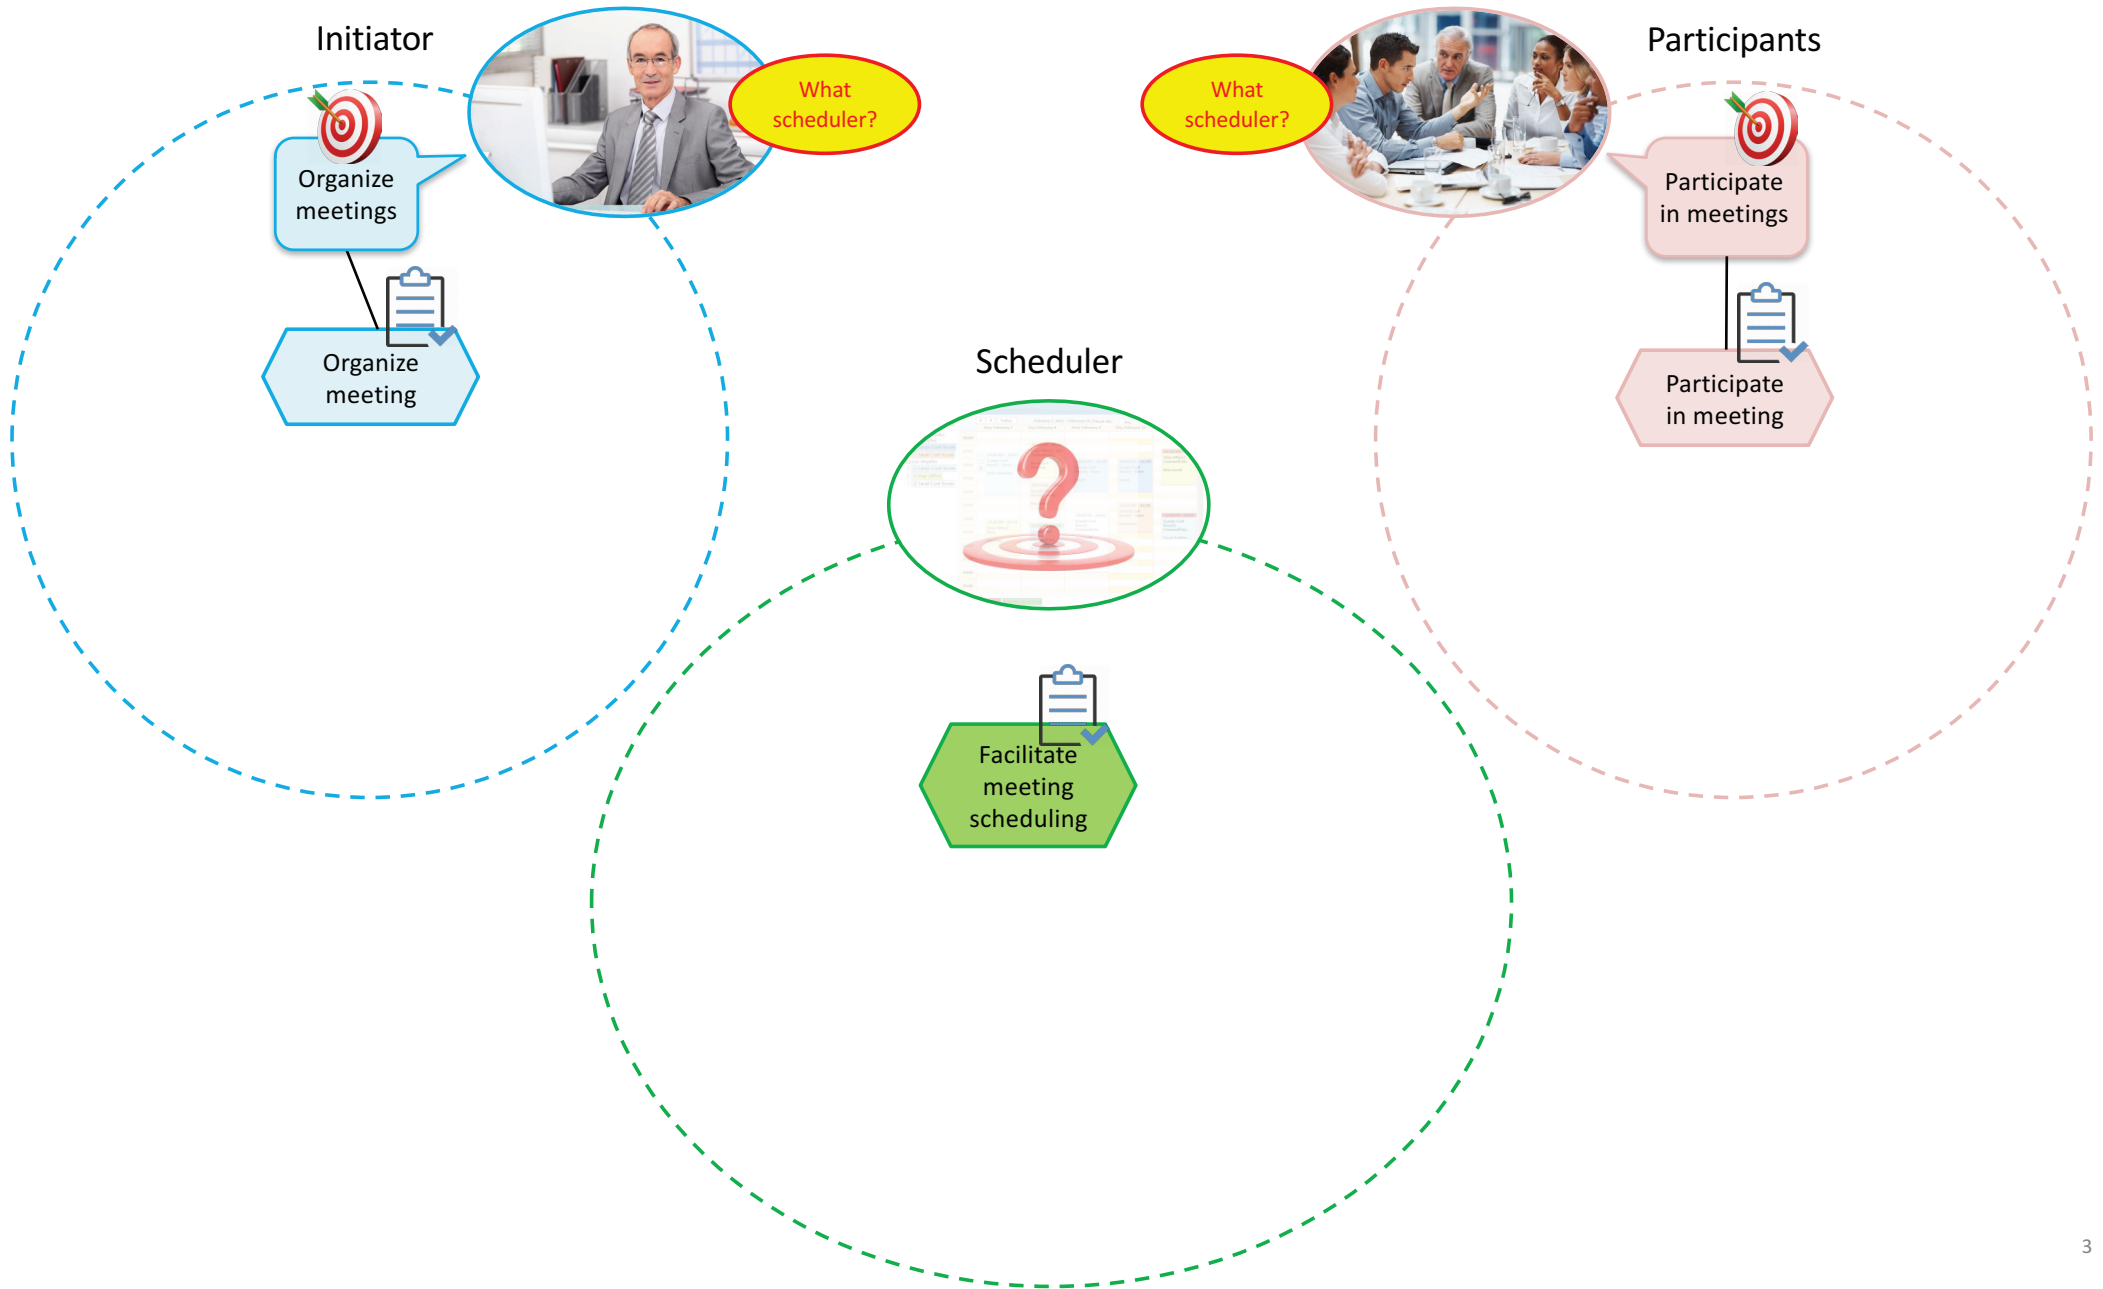 Initiator
What
scheduler?
What
scheduler?
Participants
Organize
meetings
Participate
in meetings
Organize
meeting
Scheduler
Participate
in meeting
Facilitate
meeting
scheduling
3